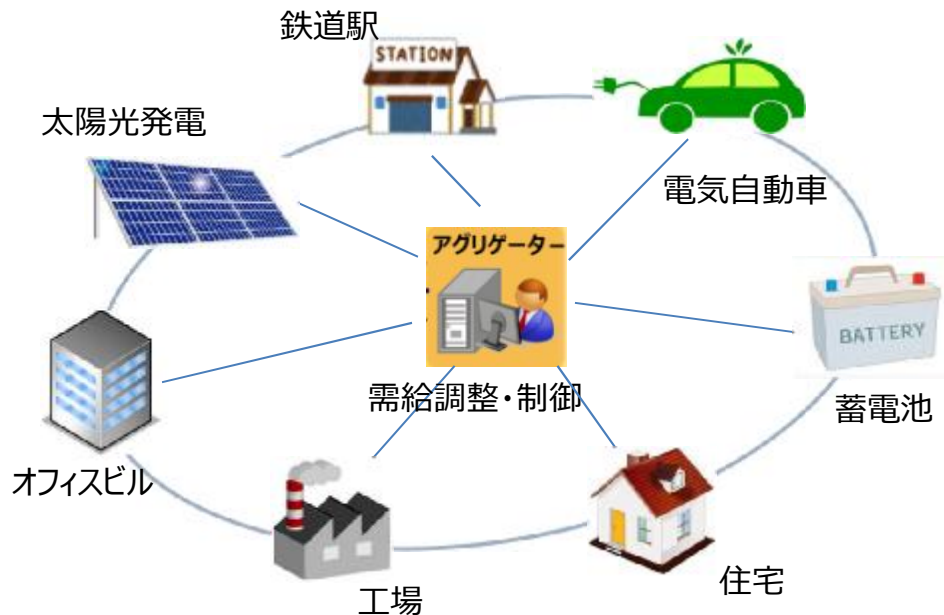 鉄道駅
STATION
太陽光発電
電気自動車
アグリゲーター
BATTERY
需給調整・制御
蓄電池
オフィスビル
住宅
工場